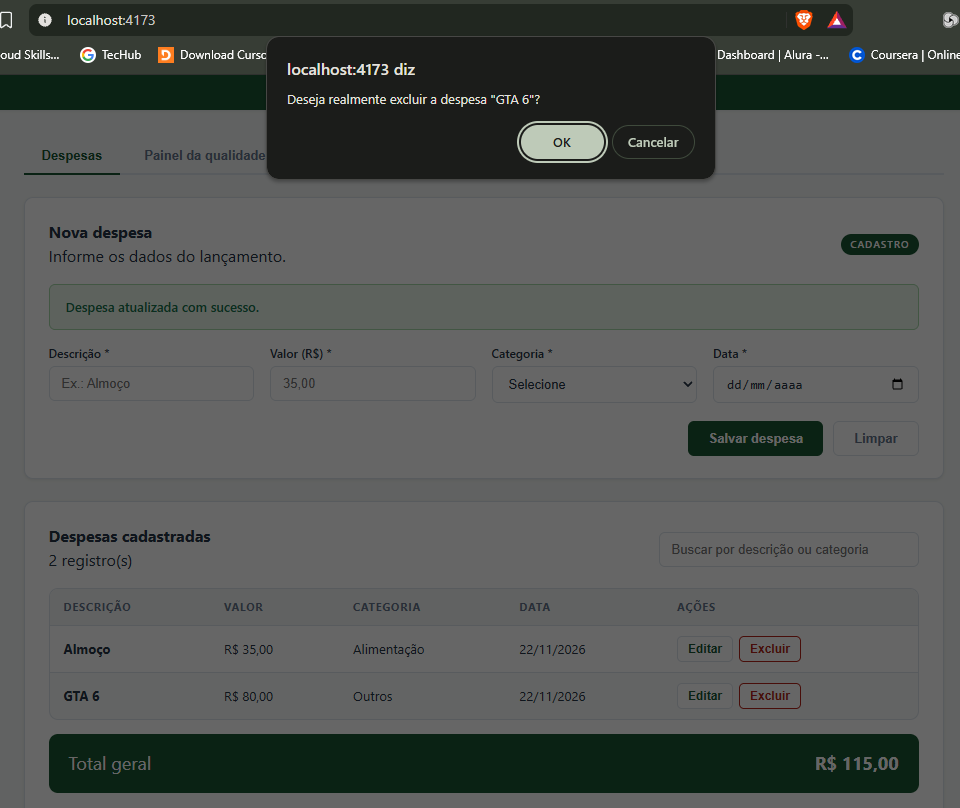 localhost:4173
oud Skills...
TecHub
Download Curso
Dashboard | Alura -...
Coursera | Online
localhost:4173 diz
Deseja realmente excluir a despesa "GTA 6"?
OK
Cancelar
Despesas
Painel da qualidade
Nova despesa
Informe os dados do lançamento.
CADASTRO
Despesa atualizada com sucesso.
Descrição *
Valor (R$) *
Categoria *
Data *
Ex.: Almoço
35,00
Selecione
dd/mm/aaaa
Salvar despesa
Limpar
Despesas cadastradas
2 registro(s)
Buscar por descrição ou categoria
DESCRIÇÃO VALOR CATEGORIA DATA AÇÕES
Almoço R$ 35,00 Alimentação 22/11/2026 Editar Excluir
GTA 6 R$ 80,00 Outros 22/11/2026 Editar Excluir
Total geral R$ 115,00